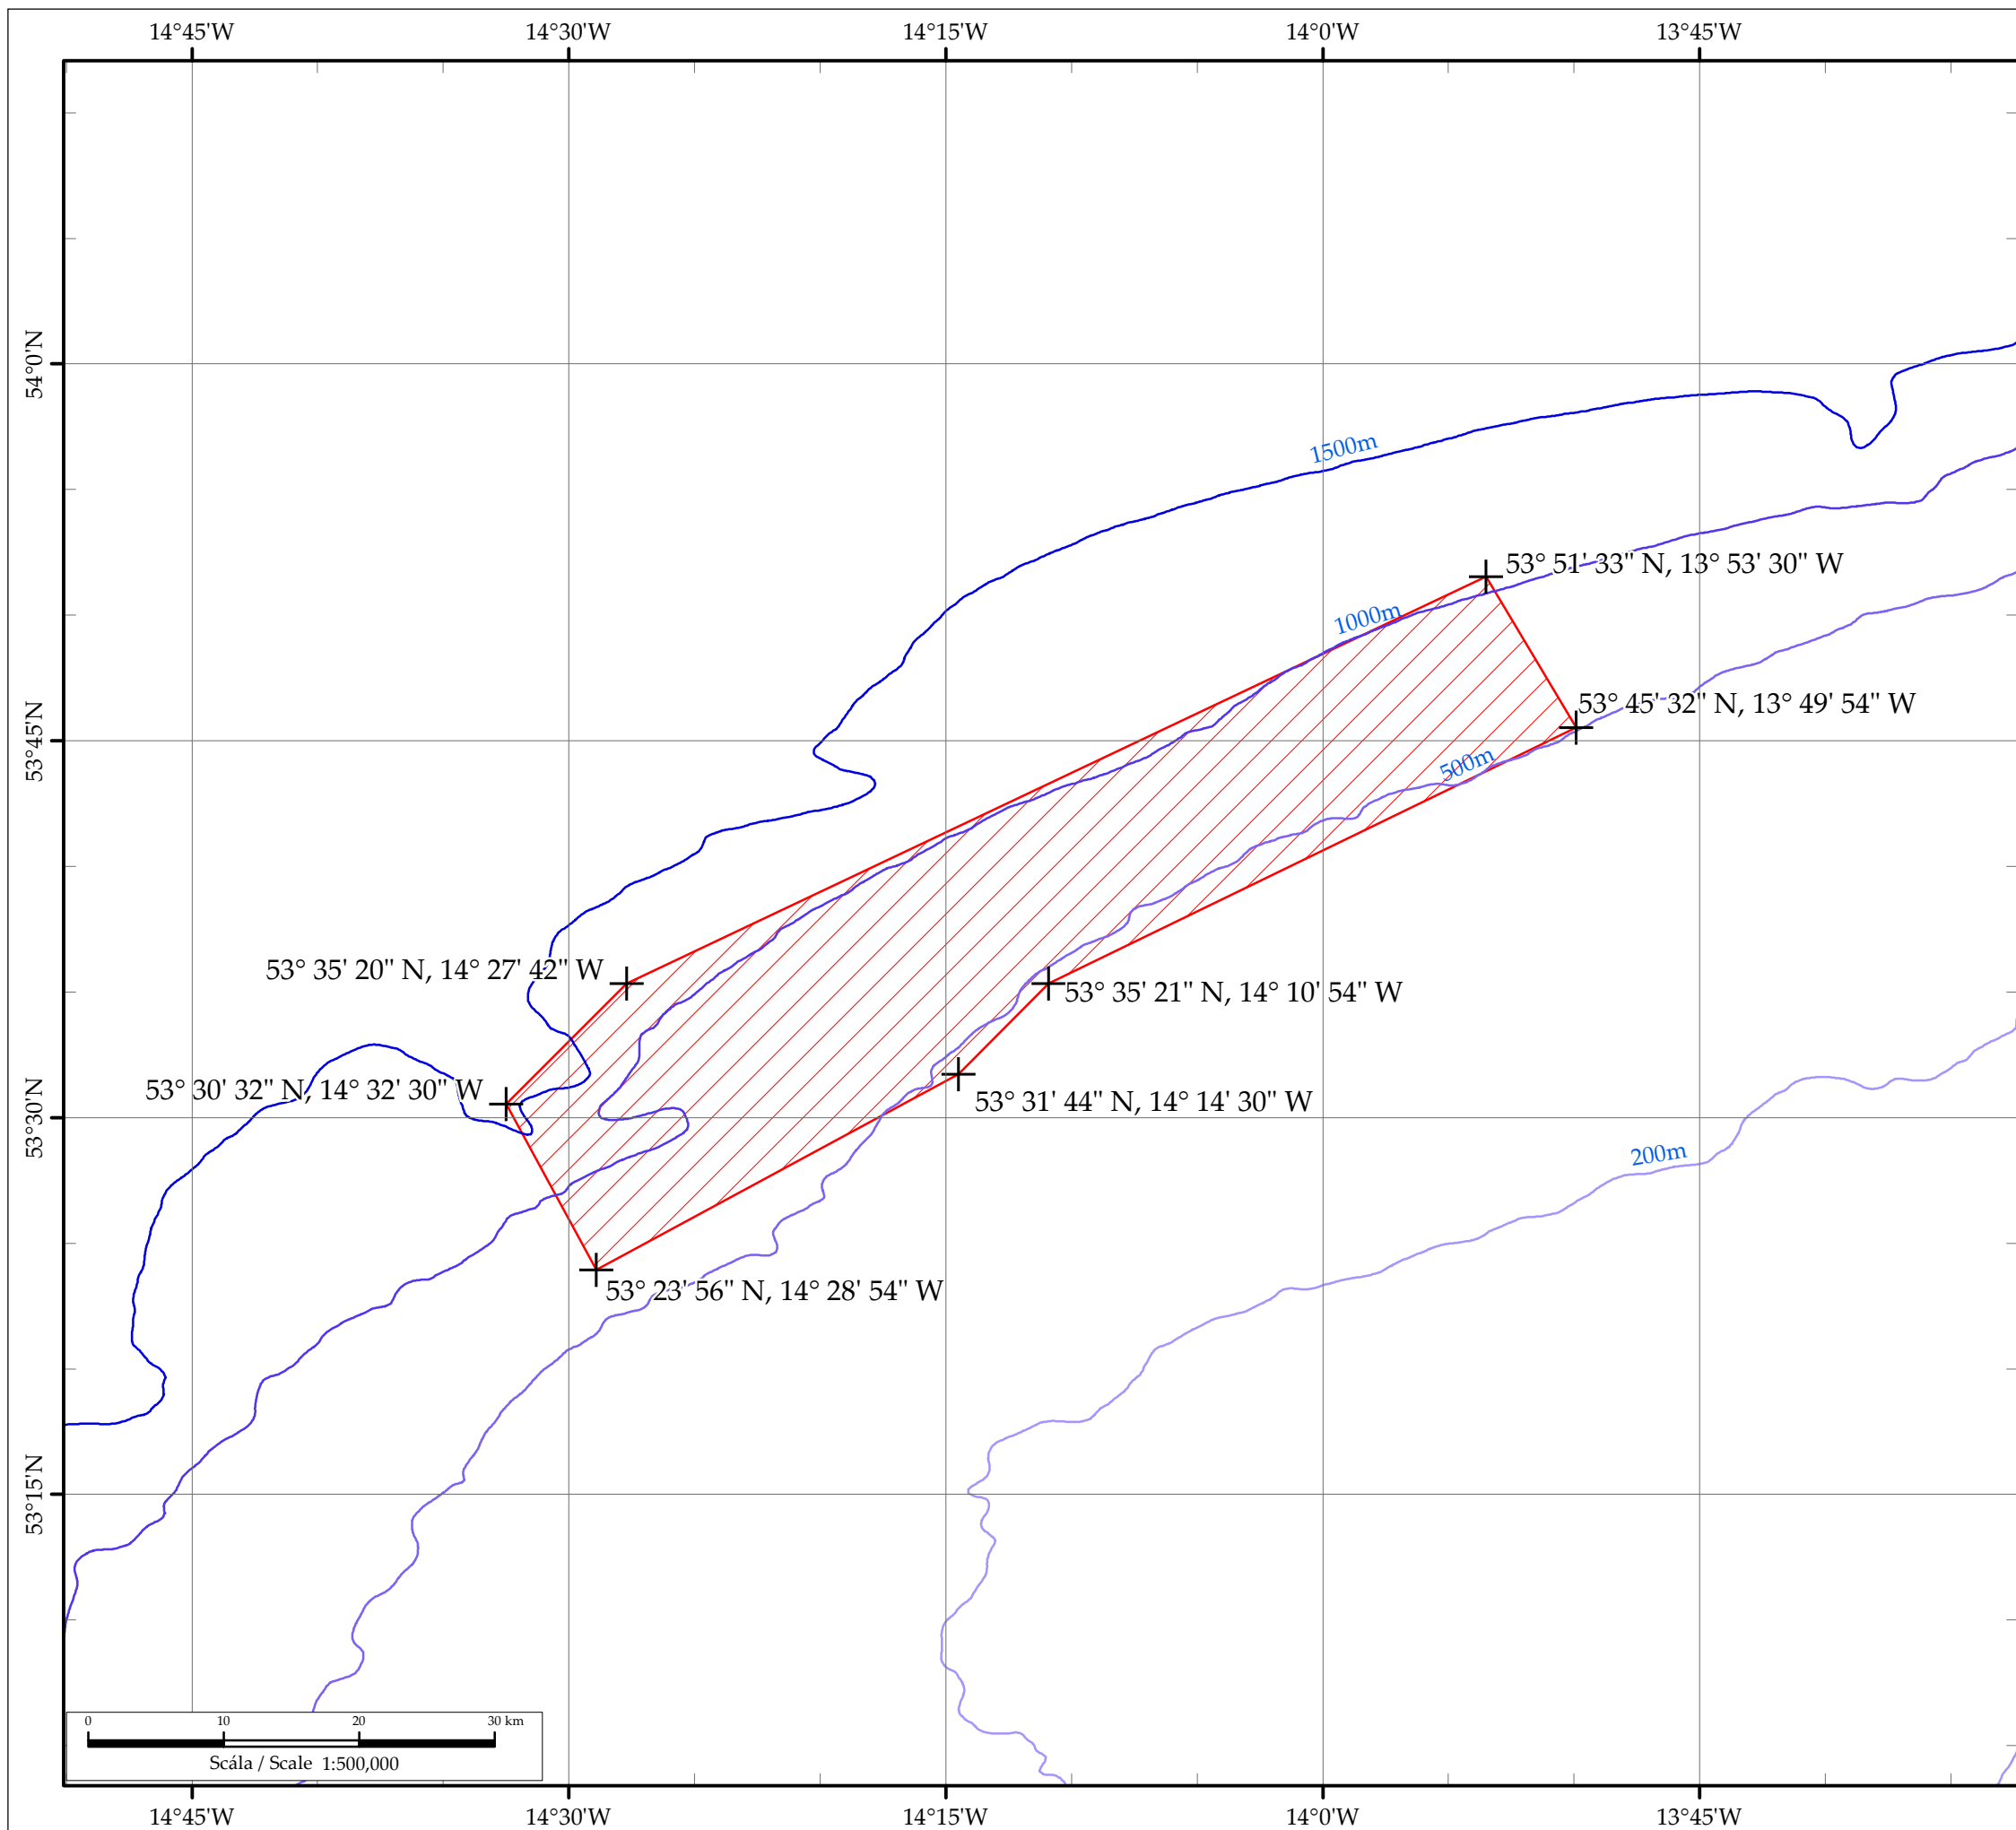 14°45'W
14°30'W
14°15'W
14°0'W
13°45'W
54°0'N
1500m
53° 51' 33" N, 13° 53' 30" W
1000m
53° 45' 32" N, 13° 49' 54" W
53°45'N
500m
53° 35' 20" N, 14° 27' 42" W
53° 35' 21" N, 14° 10' 54" W
53° 30' 32" N, 14° 32' 30" W
53° 31' 44" N, 14° 14' 30" W
53°30'N
200m
53° 23' 56" N, 14° 28' 54" W
53°15'N
0 10 20 30 km
Scála / Scale 1:500,000
14°45'W
14°30'W
14°15'W
14°0'W
13°45'W